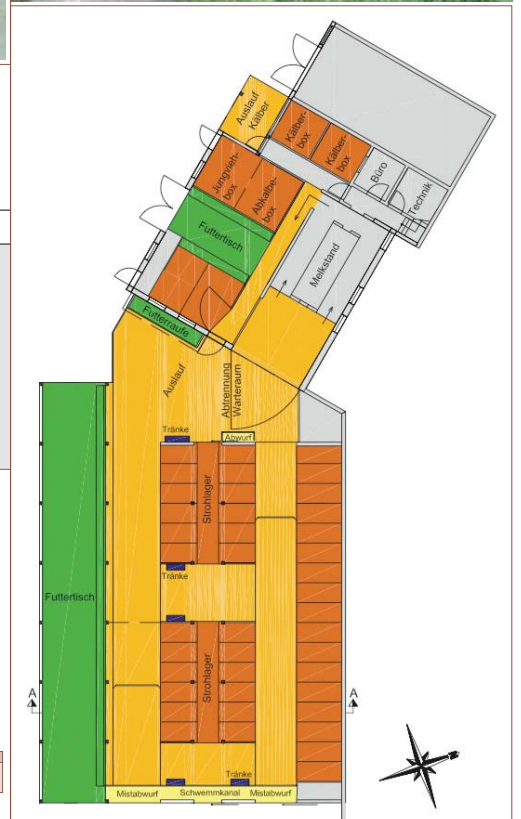 Auslauf
Kälber
Kälber-
box
Kälber-
box
Büro
Technik
Jungvieh-
box
Abkalbe-
box
Futtertisch
Melkstand
Futterraufe
Auslauf
Abtrennung
Warteraum
Tränke
Abwurf
Strohlager
Tränke
Futtertisch
Strohlager
A
A
Tränke
Mistabwurf
Schwemmkanal
Mistabwurf